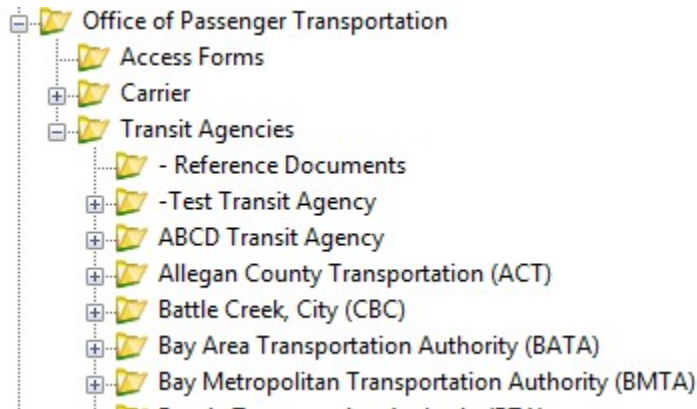 Office of Passenger Transportation
Access Forms
Carrier
Transit Agencies
- Reference Documents
-Test Transit Agency
ABCD Transit Agency
Allegan County Transportation (ACT)
Battle Creek, City (CBC)
Bay Area Transportation Authority (BATA)
Bay Metropolitan Transportation Authority (BMTA)